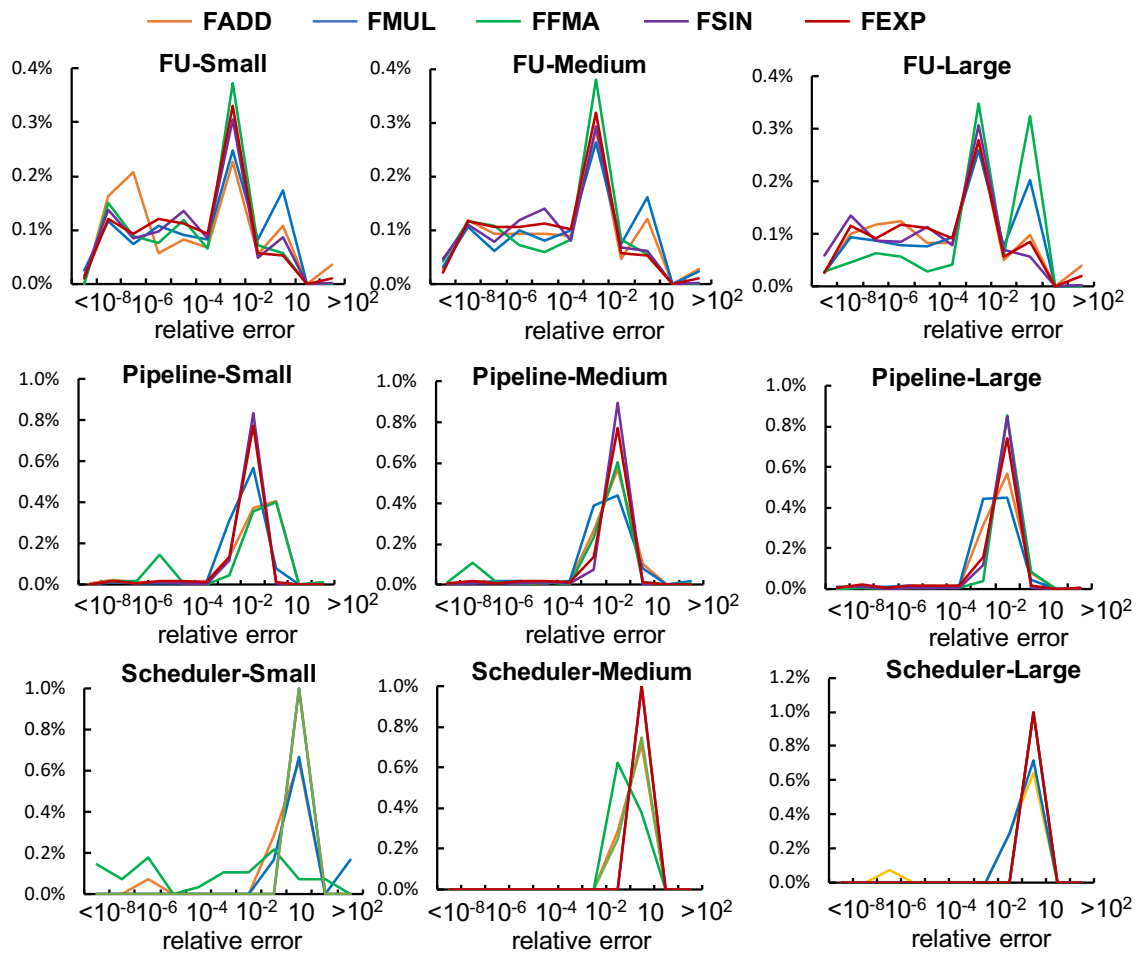 FADD FMUL FFMA FSIN FEXP
FU-Small FU-Medium FU-Large
0.4% 0.4% 0.4%
0.3% 0.3% 0.3%
0.2% 0.2% 0.2%
0.1% 0.1% 0.1%
0.0% 0.0% 0.0%
<10-8 10-6 10-4 10-2 10 >102 <10-8 10-6 10-4 10-2 10 >102 <10-8 10-6 10-4 10-2 10 >102
relative error relative error relative error
Pipeline-Small Pipeline-Medium Pipeline-Large
1.0% 1.0% 1.0%
0.8% 0.8% 0.8%
0.6% 0.6% 0.6%
0.4% 0.4% 0.4%
0.2% 0.2% 0.2%
0.0% 0.0% 0.0%
<10-8 10-6 10-4 10-2 10 >102 <10-8 10-6 10-4 10-2 10 >102 <10-8 10-6 10-4 10-2 10 >102
relative error relative error relative error
Scheduler-Small Scheduler-Medium Scheduler-Large
1.2%
1.0% 1.0% 1.0%
0.8% 0.8% 0.8%
0.6% 0.6% 0.6%
0.4% 0.4% 0.4%
0.2% 0.2% 0.2%
0.0% 0.0% 0.0%
<10-8 10-6 10-4 10-2 10 >102 <10-8 10-6 10-4 10-2 10 >102 <10-8 10-6 10-4 10-2 10 >102
relative error relative error relative error